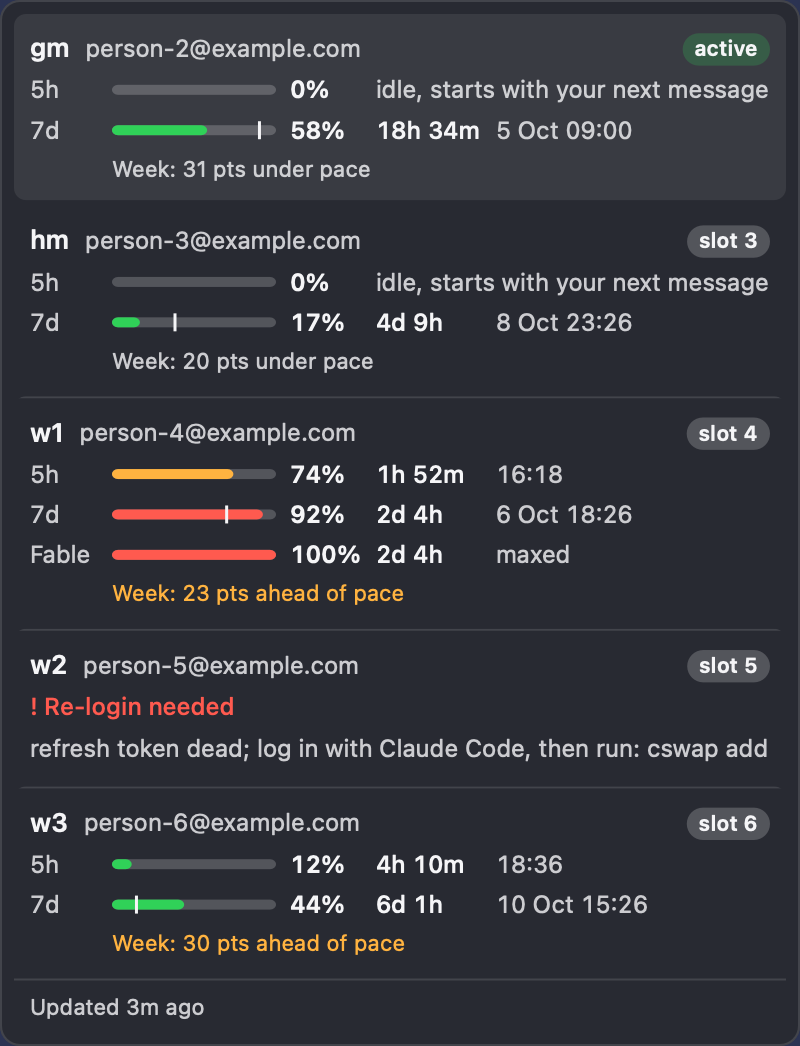 gm person-2@example.com active
5h 0% idle, starts with your next message
7d 58% 18h 34m 5 Oct 09:00
Week: 31 pts under pace
hm person-3@example.com slot 3
5h 0% idle, starts with your next message
7d 17% 4d 9h 8 Oct 23:26
Week: 20 pts under pace
w1 person-4@example.com slot 4
5h 74% 1h 52m 16:18
7d 92% 2d 4h 6 Oct 18:26
Fable 100% 2d 4h maxed
Week: 23 pts ahead of pace
w2 person-5@example.com slot 5
! Re-login needed
refresh token dead; log in with Claude Code, then run: cswap add
w3 person-6@example.com slot 6
5h 12% 4h 10m 18:36
7d 44% 6d 1h 10 Oct 15:26
Week: 30 pts ahead of pace
Updated 3m ago